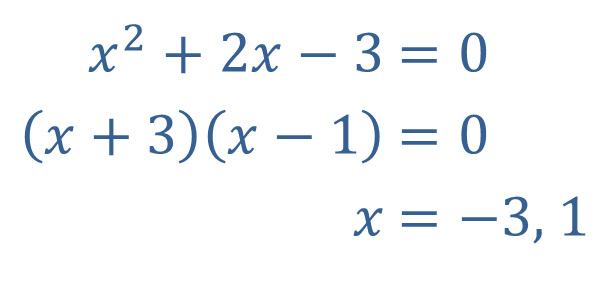 x² + 2x − 3 = 0
(x + 3)(x − 1) = 0
x = −3, 1